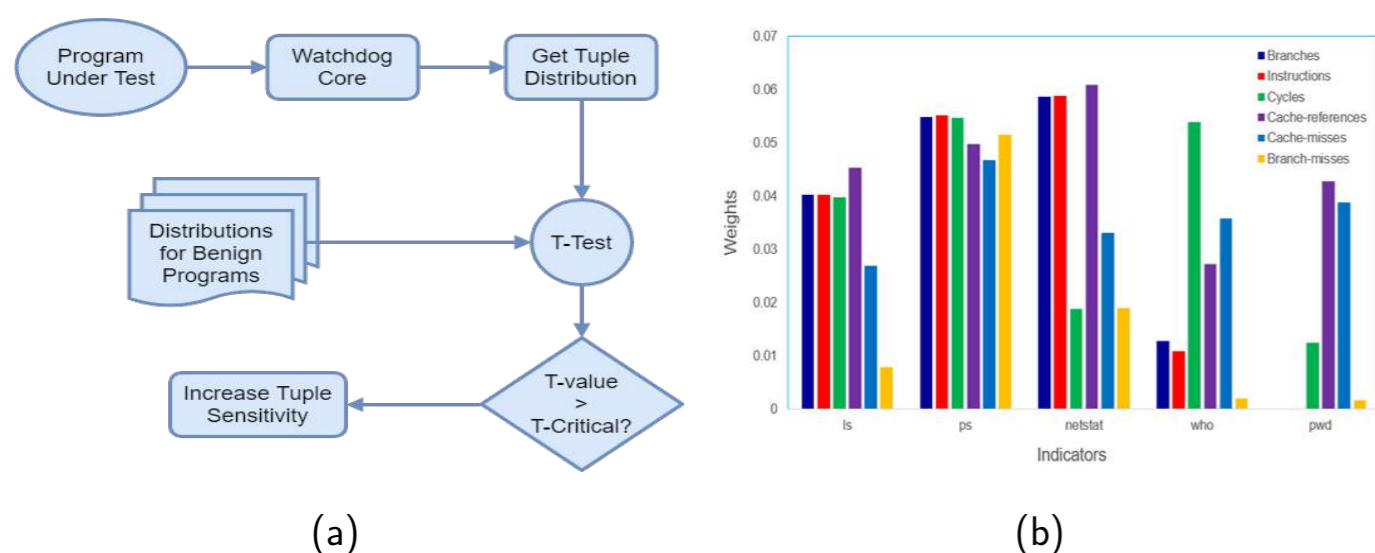 Program
Under Test
Watchdog
Core
Get Tuple
Distribution
Distributions
for Benign
Programs
T-Test
Increase Tuple
Sensitivity
T-value
>
T-Critical?
(a)
0.07
0.06
0.05
0.04
0.03
0.02
0.01
0
Weights
Branches
Instructions
Cycles
Cache-references
Cache-misses
Branch-misses
ls
ps
netstat
who
pwd
Indicators
(b)